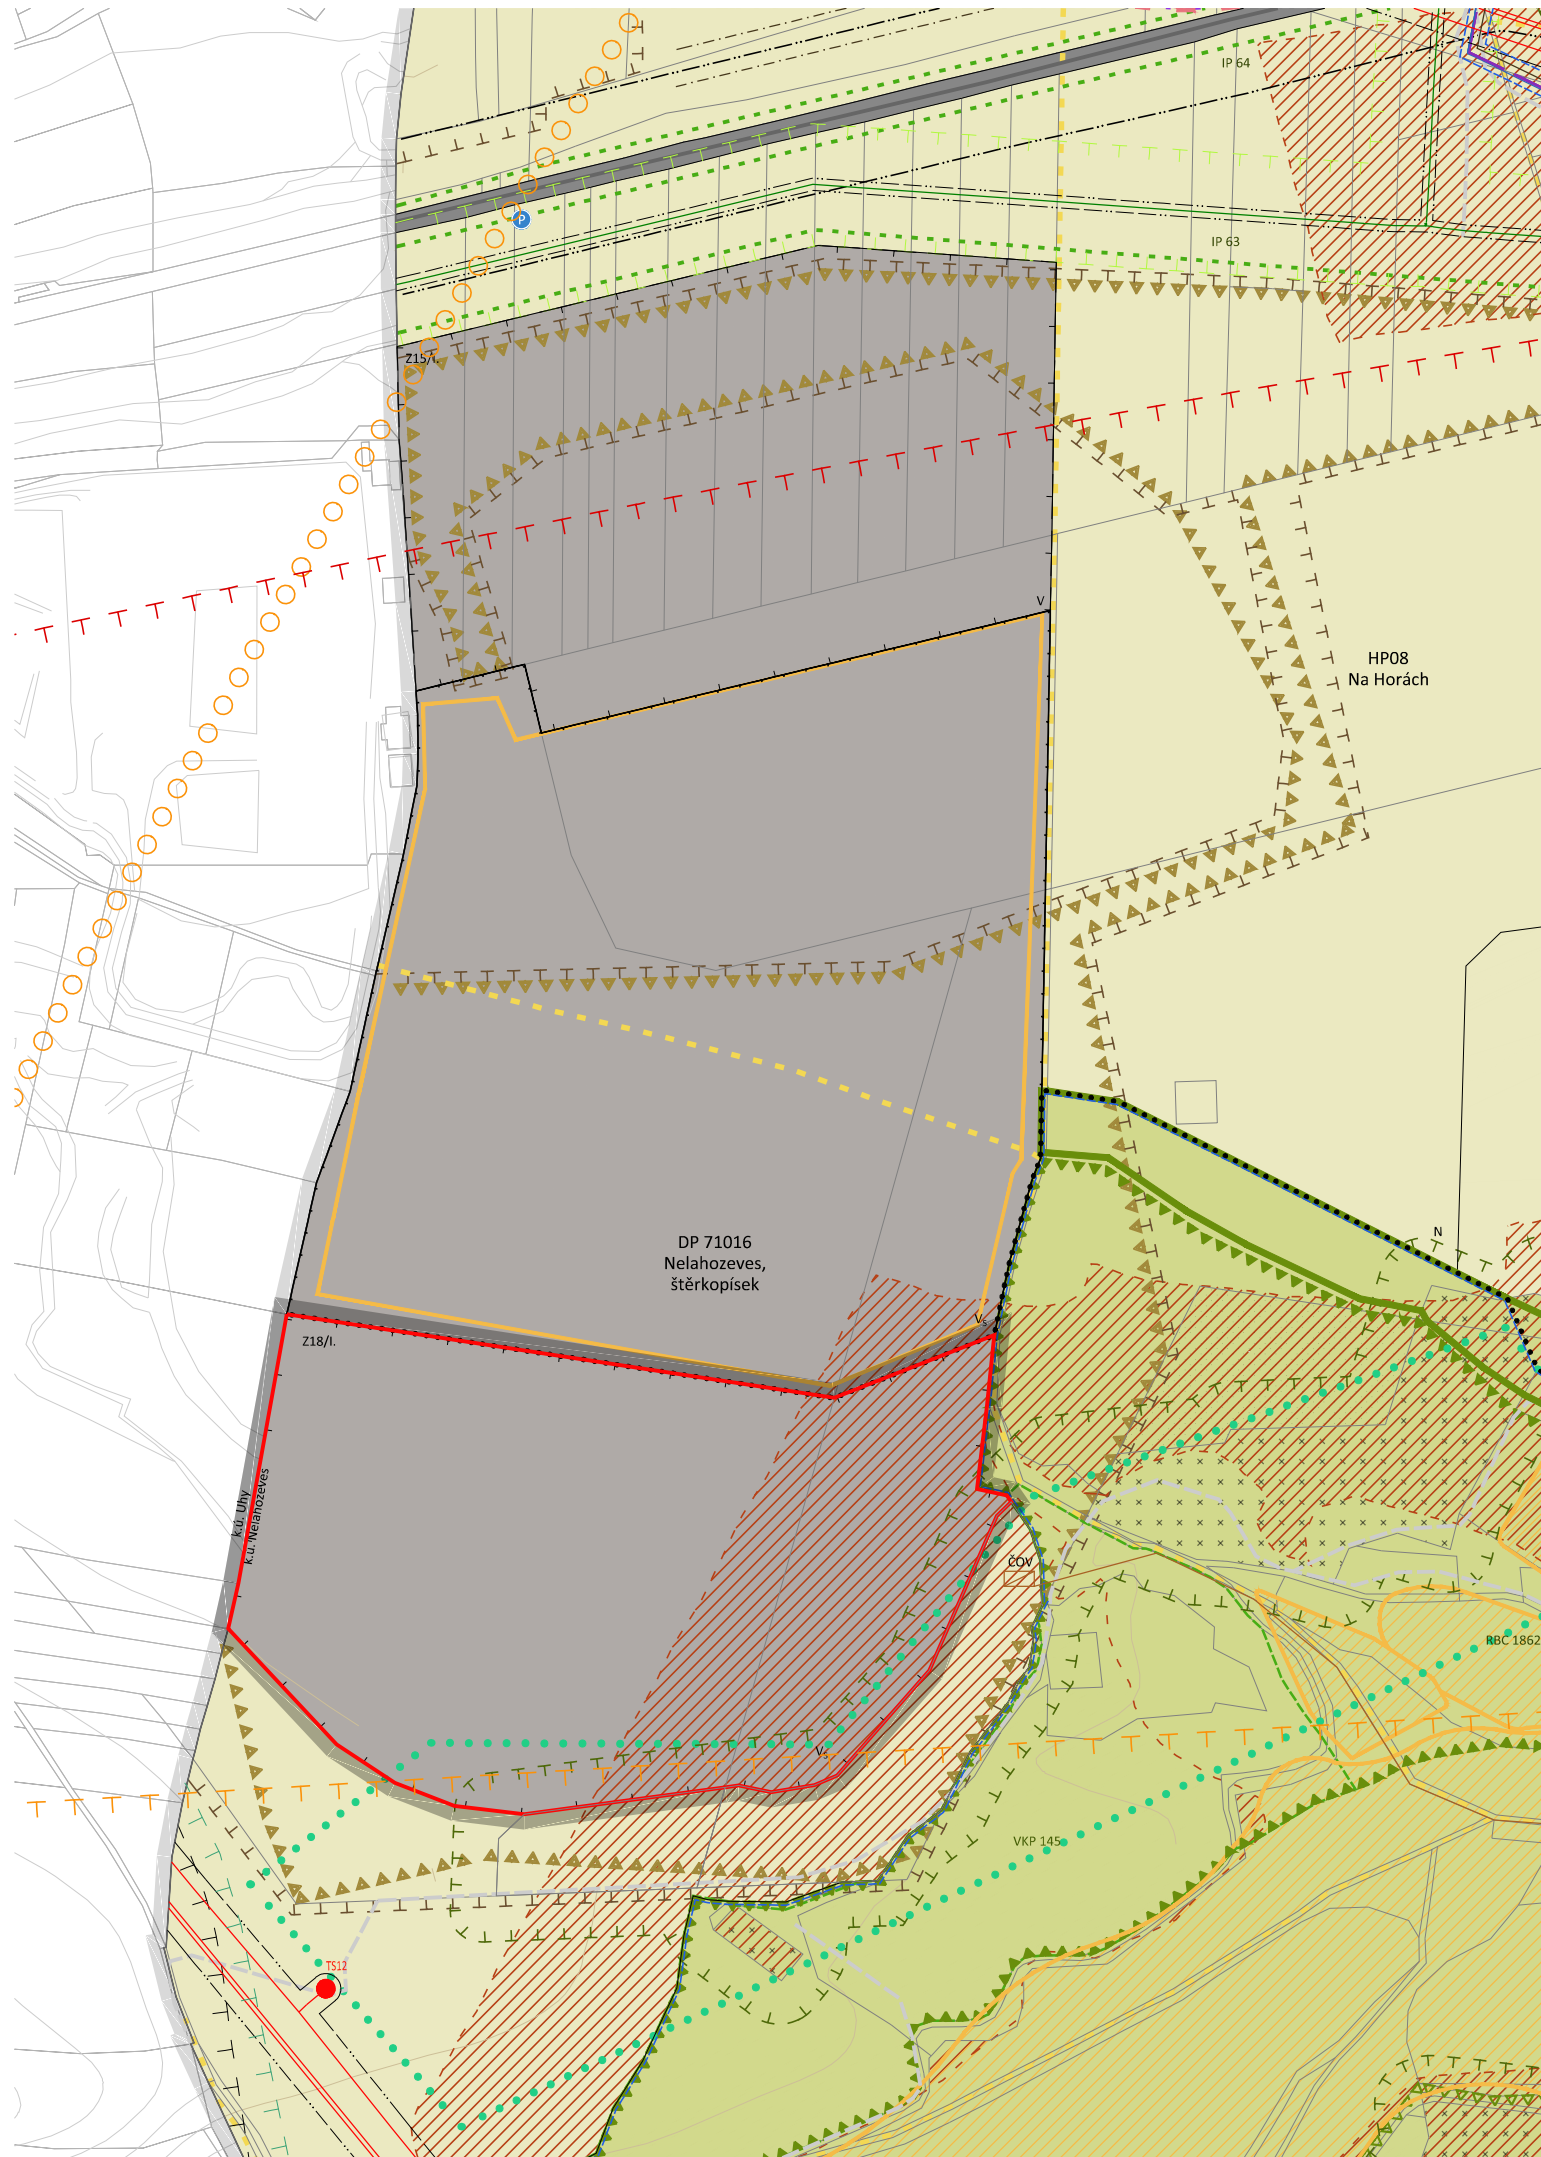 IP 64
P
IP 63
Z15/I.
V
HP08
Na Horách
N
DP 71016
Nelahozeves,
štěrkopísek
Vs
Z18/I.
k.ú. Uhy
k.ú. Nelahozeves
ČOV
RBC 1862
V
VKP 145
TS12